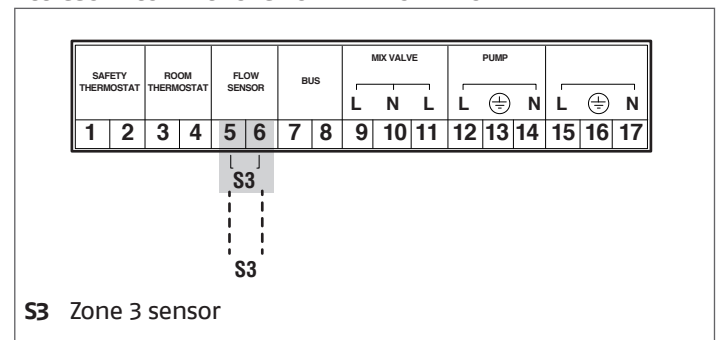 SAFETY THERMOSTAT ROOM THERMOSTAT FLOW SENSOR BUS MIX VALVE PUMP
L N L L N L N
1 2 3 4 5 6 7 8 9 10 11 12 13 14 15 16 17
S3
S3
S3 Zone 3 sensor